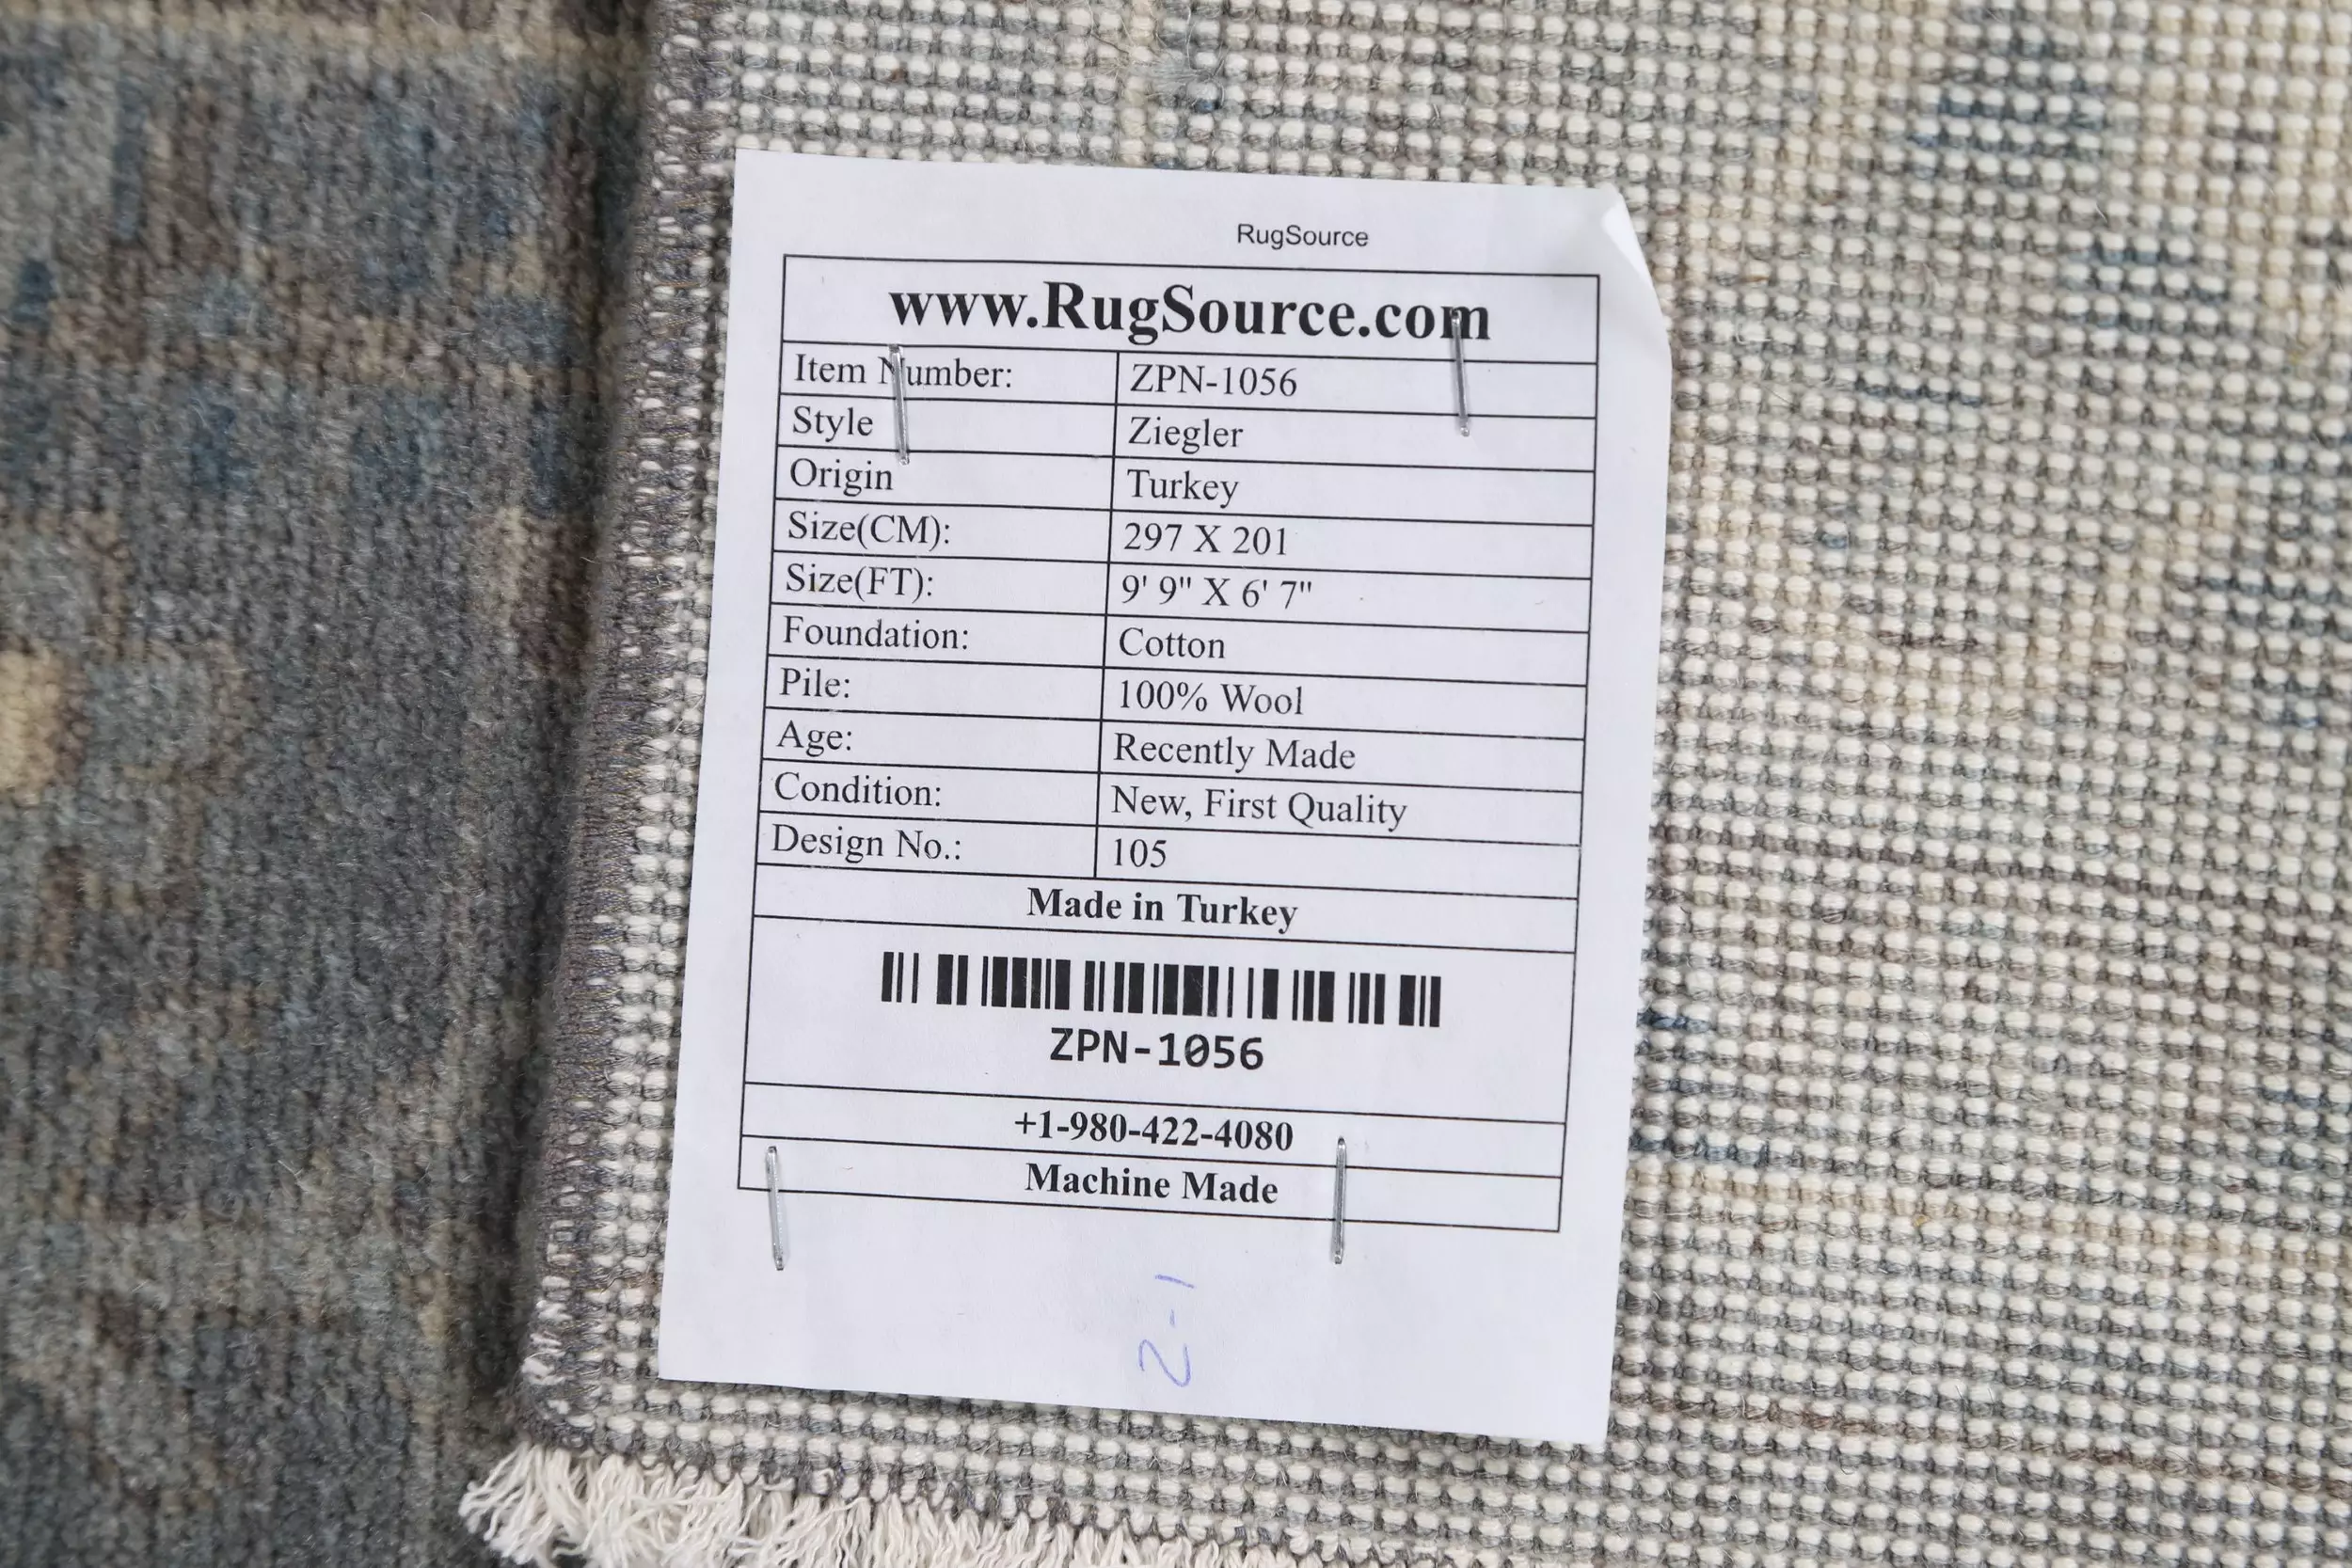 RugSource
www.RugSource.com
Item Number: ZPN-1056
Style Ziegler
Origin Turkey
Size(CM): 297 X 201
Size(FT): 9' 9" X 6' 7"
Foundation: Cotton
Pile: 100% Wool
Age: Recently Made
Condition: New, First Quality
Design No.: 105
Made in Turkey
ZPN-1056
+1-980-422-4080
Machine Made
2-1